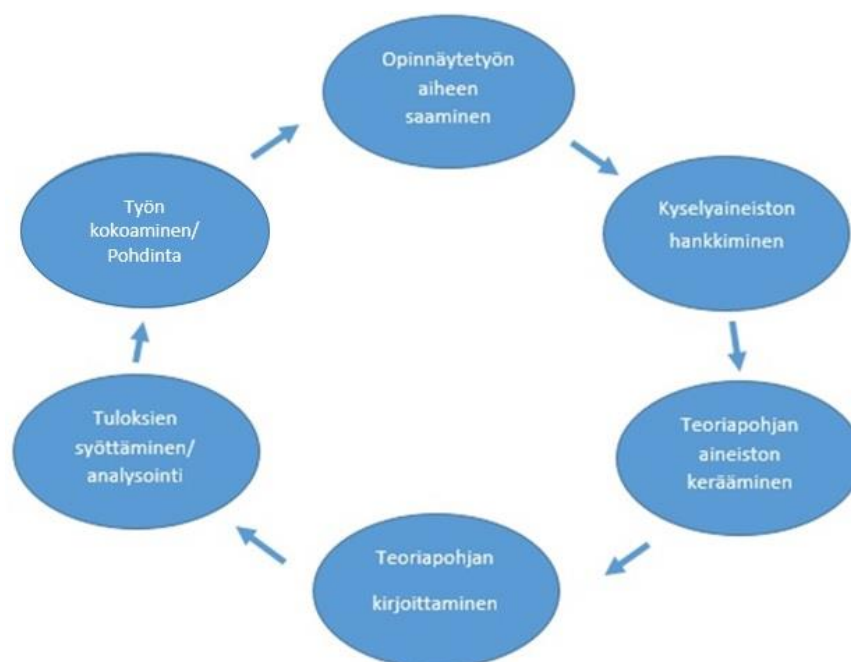 Opinnäytetyön
aiheen
saaminen
Kyselyaineiston
hankkiminen
Teoriapohjan
aineiston
kerääminen
Teoriapohjan
kirjoittaminen
Tuloksien
syöttäminen/
analysointi
Työn
kokoaminen/
Pohdinta